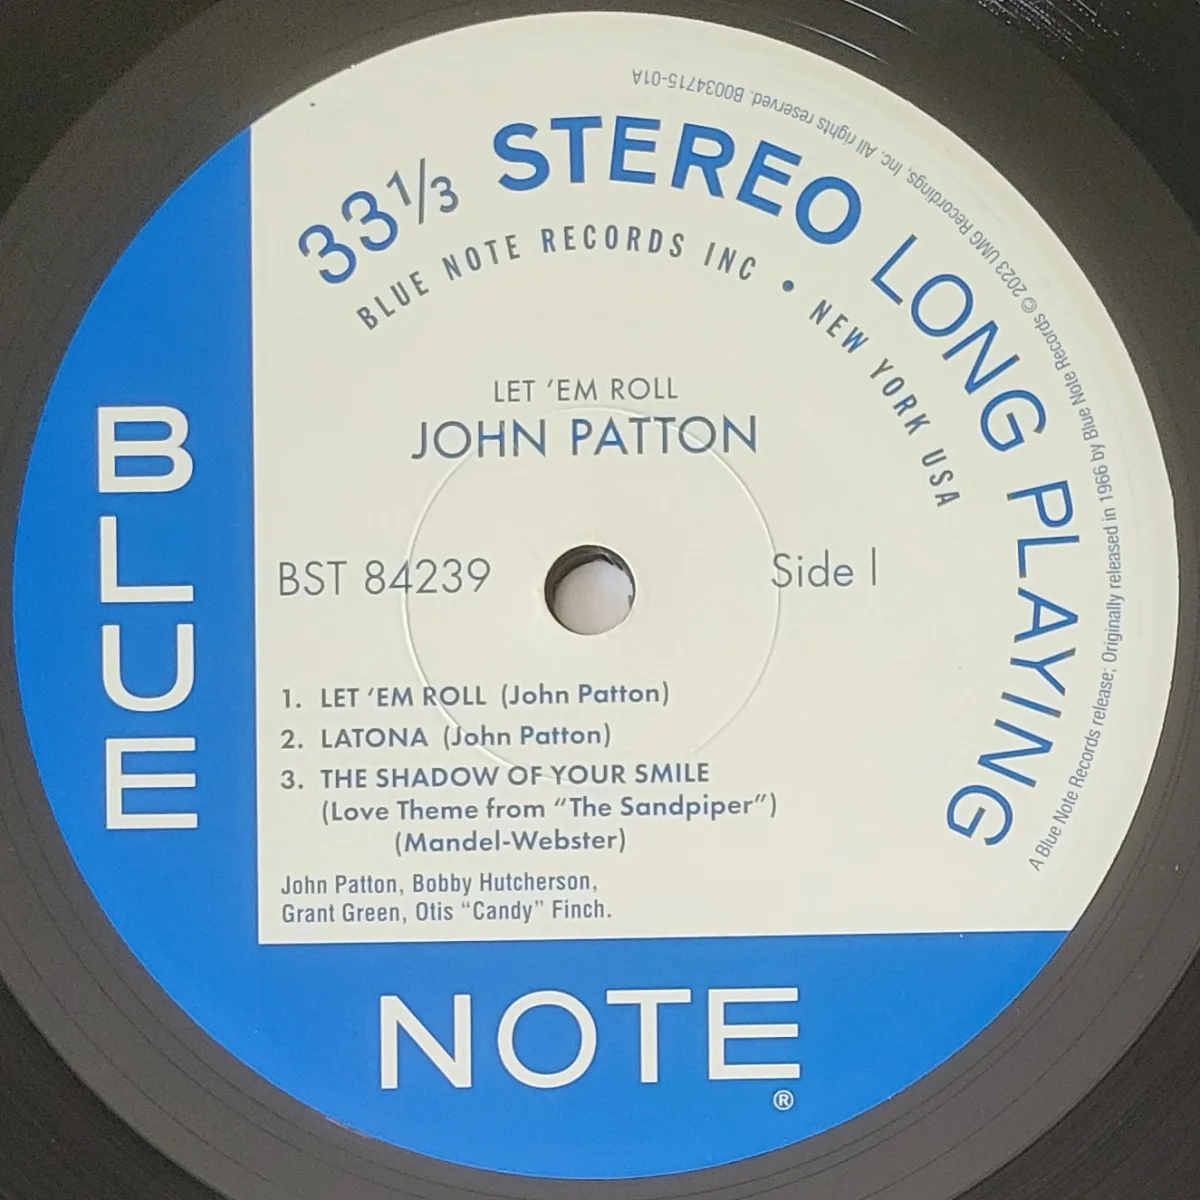 33 1/3 STEREO LONG PLAYING
BLUE NOTE RECORDS INC • NEW YORK USA
A Blue Note Records release; Originally released in 1966 by Blue Note Records © 2023 UMG Recordings, Inc. All rights reserved. B0034715-01A
LET 'EM ROLL
JOHN PATTON
BST 84239
Side 1
1. LET 'EM ROLL (John Patton)
2. LATONA (John Patton)
3. THE SHADOW OF YOUR SMILE
(Love Theme from "The Sandpiper")
(Mandel-Webster)
John Patton, Bobby Hutcherson,
Grant Green, Otis "Candy" Finch.
BLUE
NOTE
®